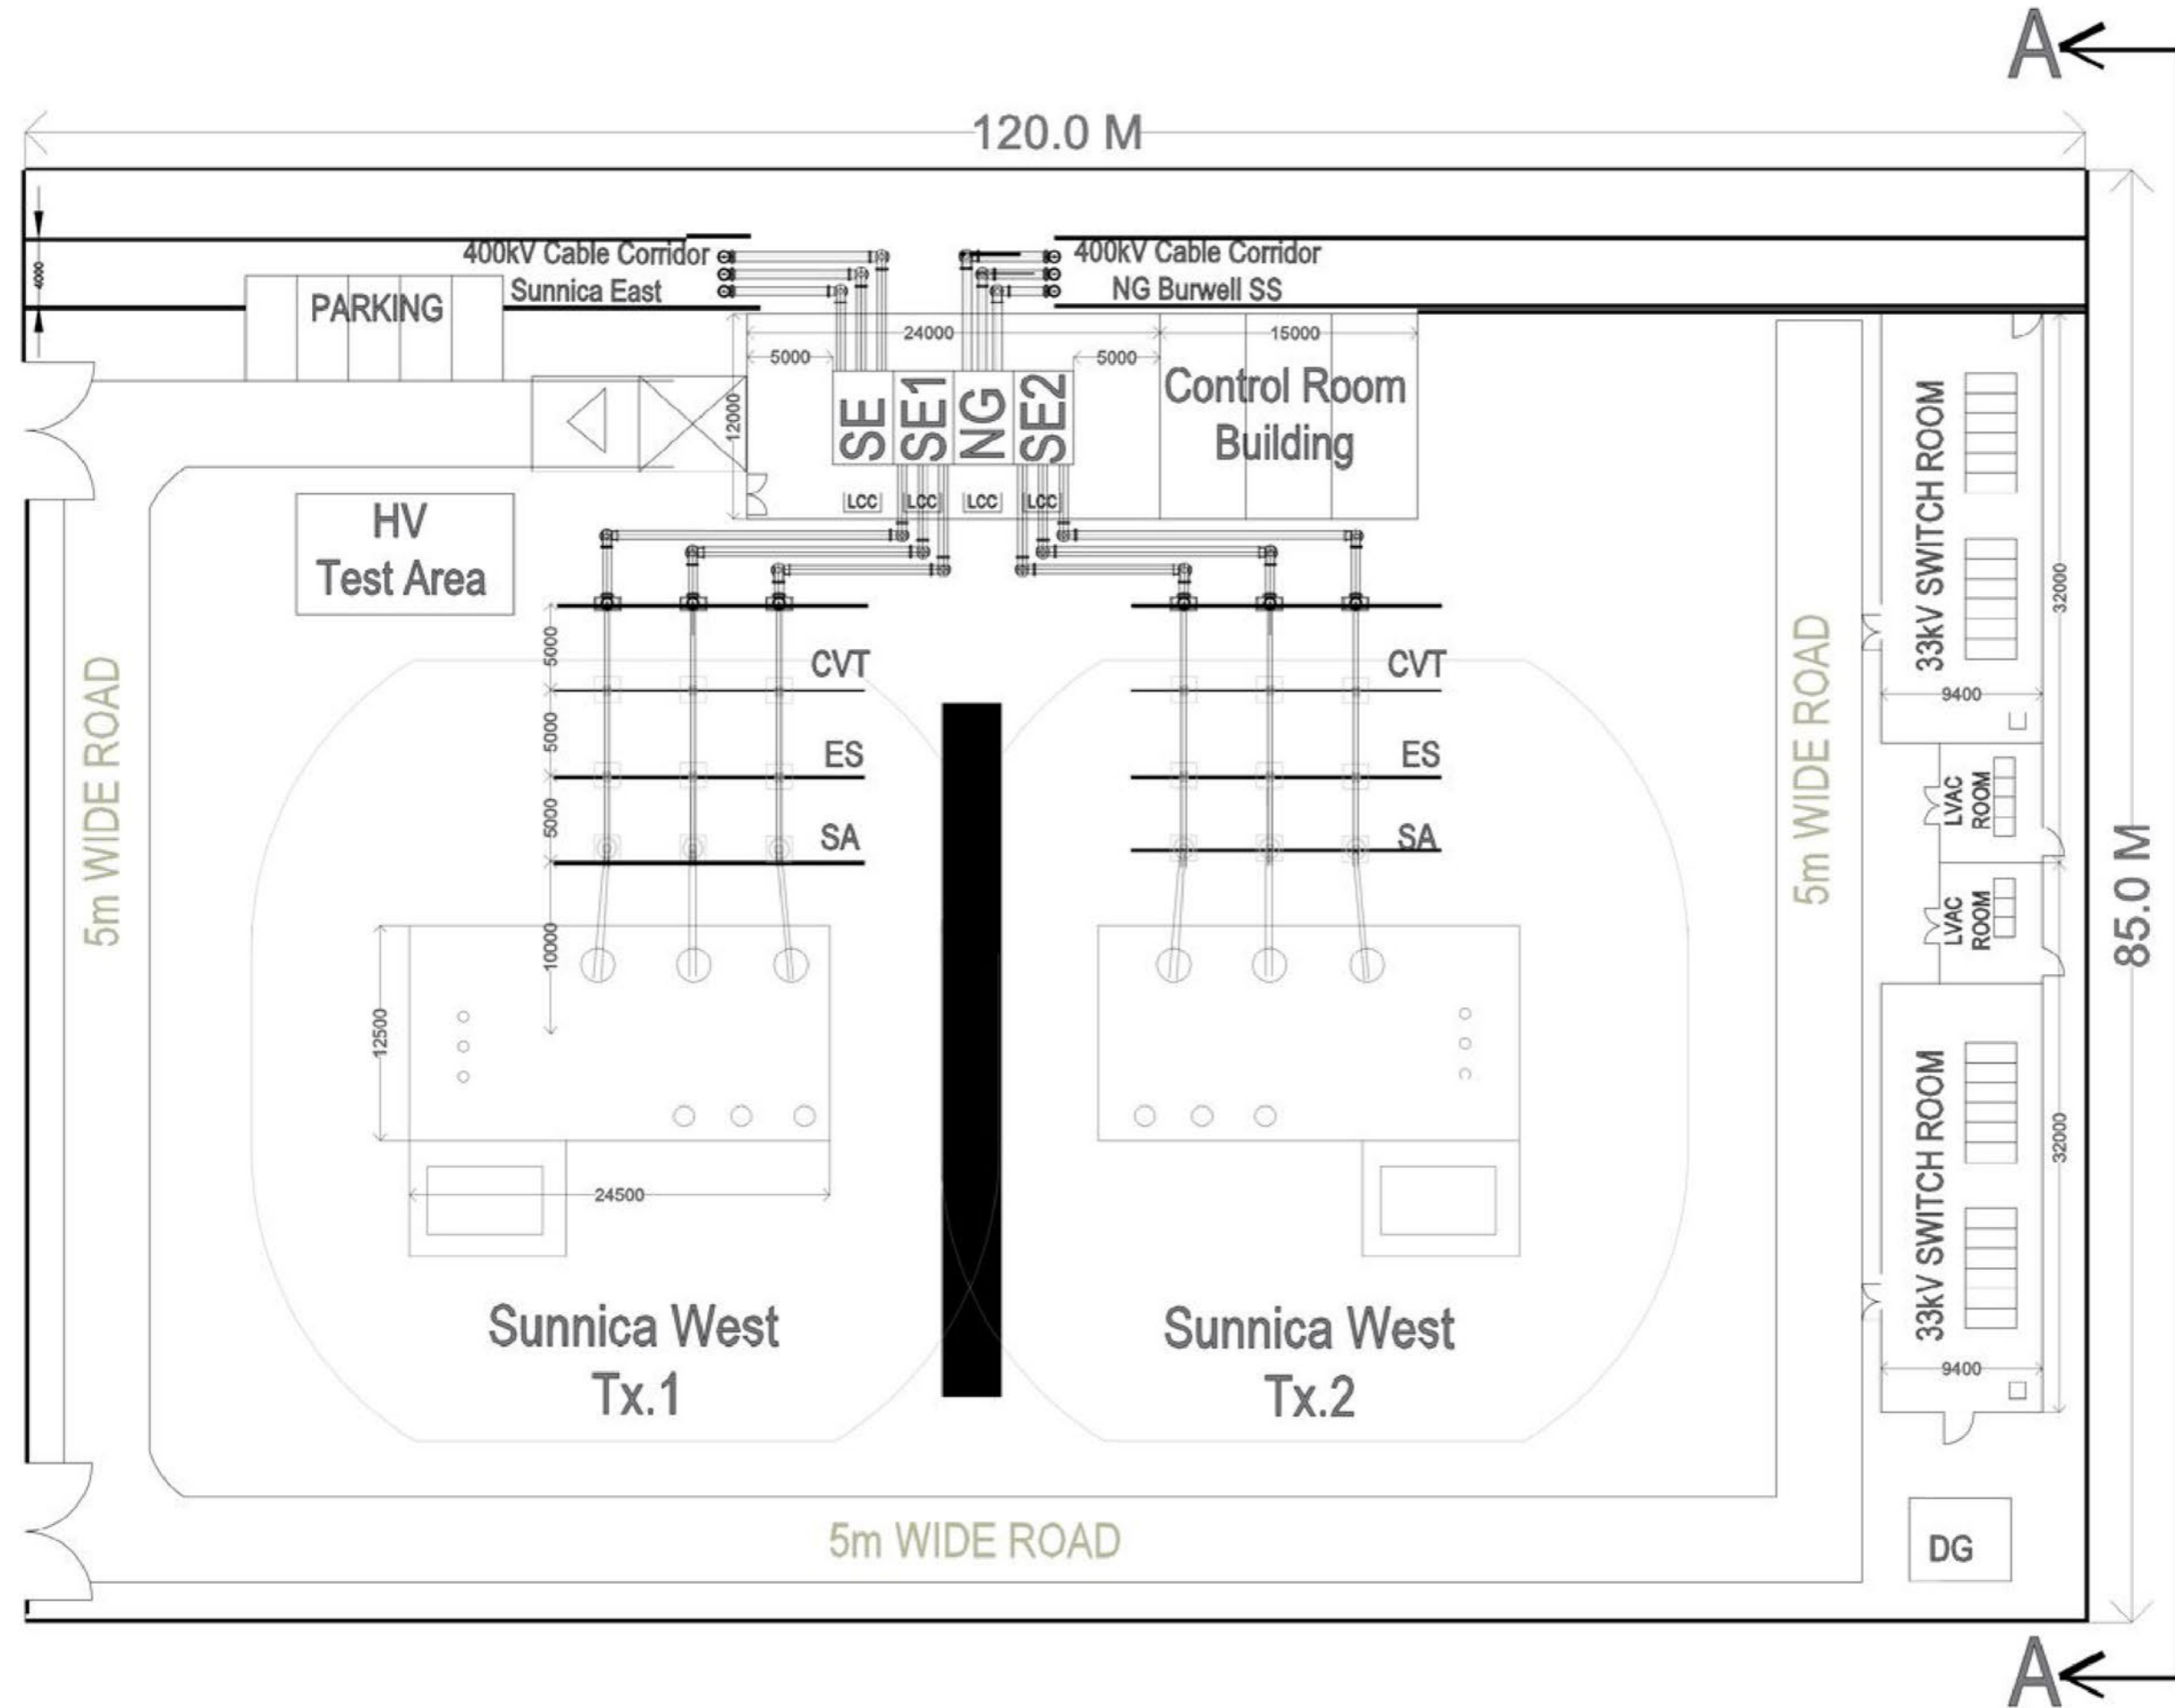 A
120.0 M
400kV Cable Corridor
Sunnica East
400kV Cable Corridor
NG Burwell SS
4000
PARKING
24000
15000
5000
5000
12000
SE
SE1
NG
SE2
Control Room
Building
LCC
LCC
LCC
LCC
HV
Test Area
33kV SWITCH ROOM
32000
9400
5000
CVT
CVT
5000
ES
ES
5000
SA
SA
5m WIDE ROAD
5m WIDE ROAD
LVAC
ROOM
LVAC
ROOM
85.0 M
10000
12500
24500
33kV SWITCH ROOM
32000
9400
Sunnica West
Tx.1
Sunnica West
Tx.2
5m WIDE ROAD
DG
A